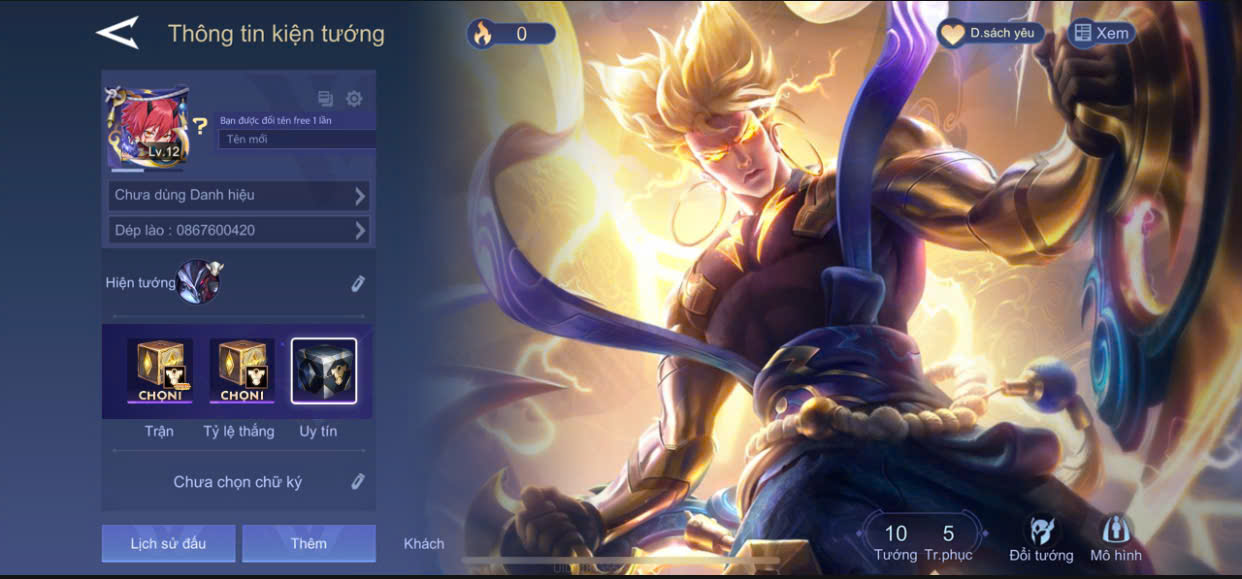 Thông tin kiện tướng
0
D.sách yêu
Xem
Bạn được đổi tên free 1 lần
Tên mới
?
Lv.12
Chưa dùng Danh hiệu
Dép lào : 0867600420
Hiện tướng
CHỌN1
CHỌN1
Trận
Tỷ lệ thắng
Uy tín
Chưa chọn chữ ký
Lịch sử đấu
Thêm
Khách
10
5
Tướng
Tr.phục
Đổi tướng
Mô hình